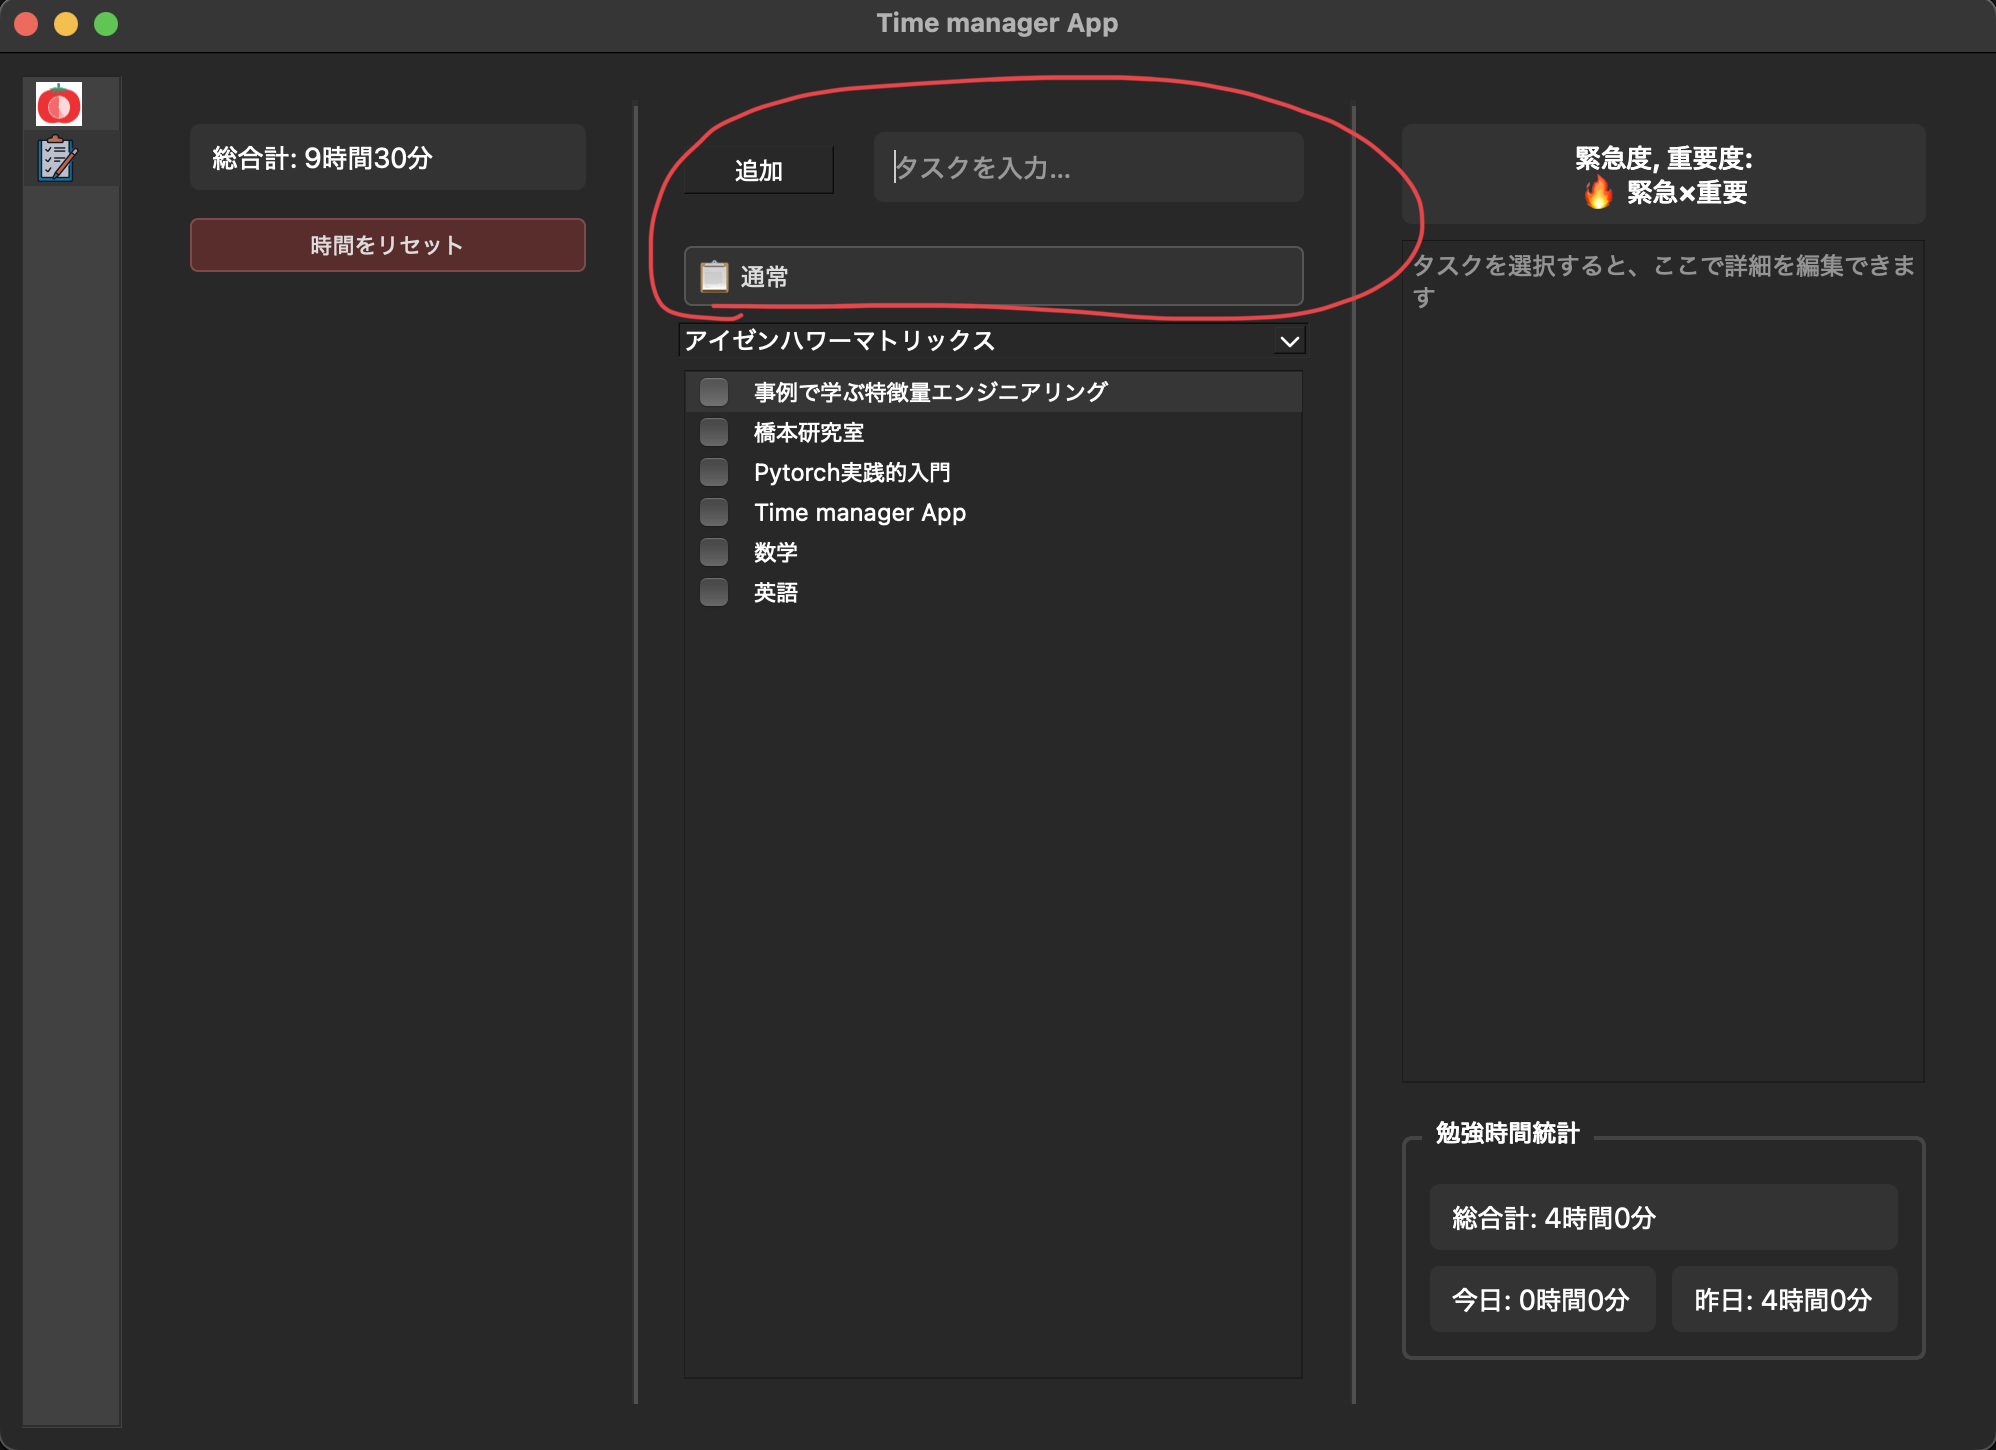 Time manager App
総合計: 9時間30分
時間をリセット
追加
タスクを入力...
通常
アイゼンハワーマトリックス
事例で学ぶ特徴量エンジニアリング
橋本研究室
Pytorch実践的入門
Time manager App
数学
英語
緊急度, 重要度:
緊急×重要
タスクを選択すると、ここで詳細を編集できま
す
勉強時間統計
総合計: 4時間0分
今日: 0時間0分
昨日: 4時間0分